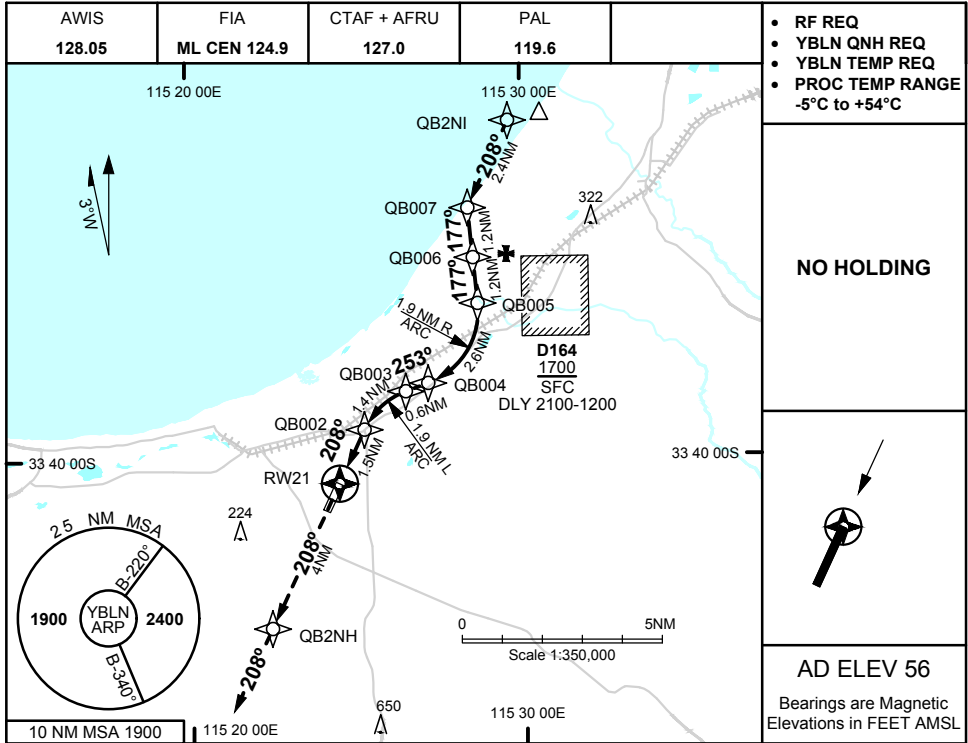 AWIS
128.05
FIA
ML CEN 124.9
CTAF + AFRU
127.0
PAL
119.6
• RF REQ
• YBLN QNH REQ
• YBLN TEMP REQ
• PROC TEMP RANGE
-5°C to +54°C
NO HOLDING
115 20 00E
115 30 00E
QB2NI
208°
2.4NM
3°W
QB007
322
177°
1.2NM
QB006
177°
1.2NM
QB005
1.9 NM R
ARC
2.6NM
D164
1700
SFC
DLY 2100-1200
253°
QB003
QB004
1.4NM
0.6NM
QB002
1.9 NM L
ARC
208°
1.5NM
33 40 00S
33 40 00S
RW21
224
25 NM MSA
B-220°
1900
YBLN
ARP
2400
B-340°
208°
4NM
QB2NH
208°
0
5NM
Scale 1:350,000
650
10 NM MSA 1900
115 20 00E
115 30 00E
AD ELEV 56
Bearings are Magnetic
Elevations in FEET AMSL